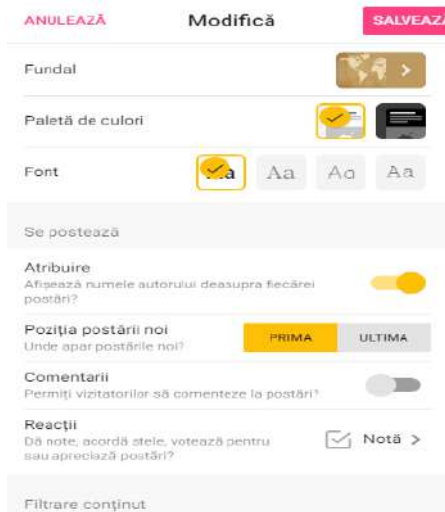 ANULEAZĂ Modifică SALVEAZĂ
Fundal
Paletă de culori
Font Aa Aa Aa
Se postează
Atribuire
Afișează numele autorului deasupra fiecărei
postări?
Poziția postării noi PRIMA ULTIMA
Unde apar postările noi?
Comentarii
Permiți vizitatorilor să comenteze la postări?
Reacții
Dă note, acordă stele, votează pentru
sau apreciază postări? Notă >
Filtrare conținut